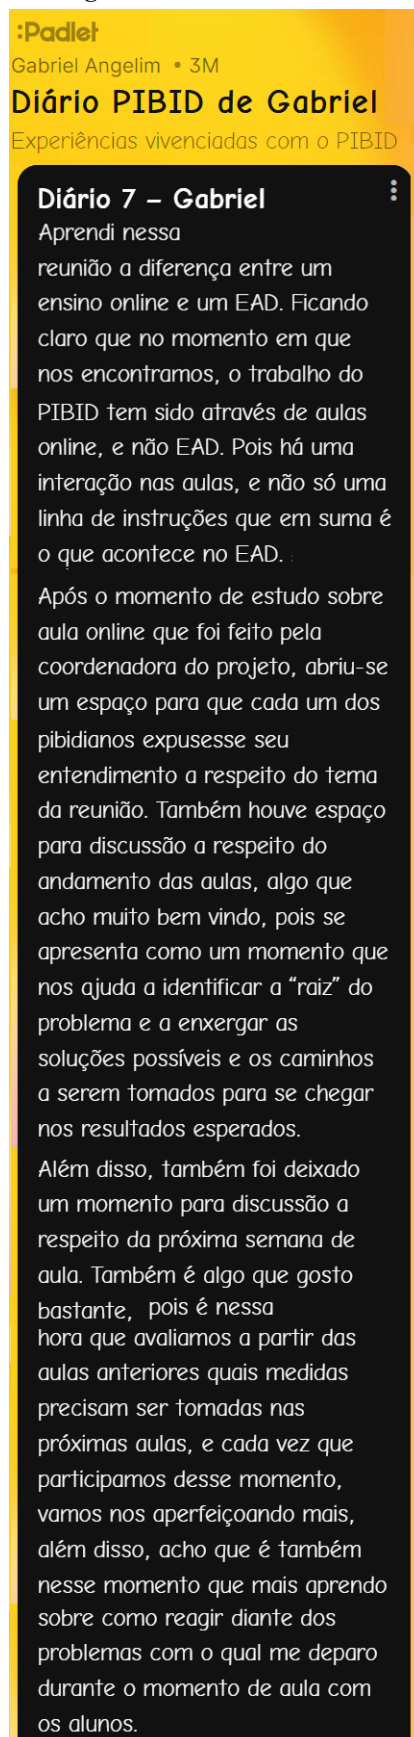 :Padlet
Gabriel Angelim • 3M
Diário PIBID de Gabriel
Experiências vivenciadas com o PIBID
Diário 7 – Gabriel
Aprendi nessa
reunião a diferença entre um
ensino online e um EAD. Ficando
claro que no momento em que
nos encontramos, o trabalho do
PIBID tem sido através de aulas
online, e não EAD. Pois há uma
interação nas aulas, e não só uma
linha de instruções que em suma é
o que acontece no EAD.
Após o momento de estudo sobre
aula online que foi feito pela
coordenadora do projeto, abriu-se
um espaço para que cada um dos
pibidianos expusesse seu
entendimento a respeito do tema
da reunião. Também houve espaço
para discussão a respeito do
andamento das aulas, algo que
acho muito bem vindo, pois se
apresenta como um momento que
nos ajuda a identificar a “raiz” do
problema e a enxergar as
soluções possíveis e os caminhos
a serem tomados para se chegar
nos resultados esperados.
Além disso, também foi deixado
um momento para discussão a
respeito da próxima semana de
aula. Também é algo que gosto
bastante, pois é nessa
hora que avaliamos a partir das
aulas anteriores quais medidas
precisam ser tomadas nas
próximas aulas, e cada vez que
participamos desse momento,
vamos nos aperfeiçoando mais,
além disso, acho que é também
nesse momento que mais aprendo
sobre como reagir diante dos
problemas com o qual me deparo
durante o momento de aula com
os alunos.